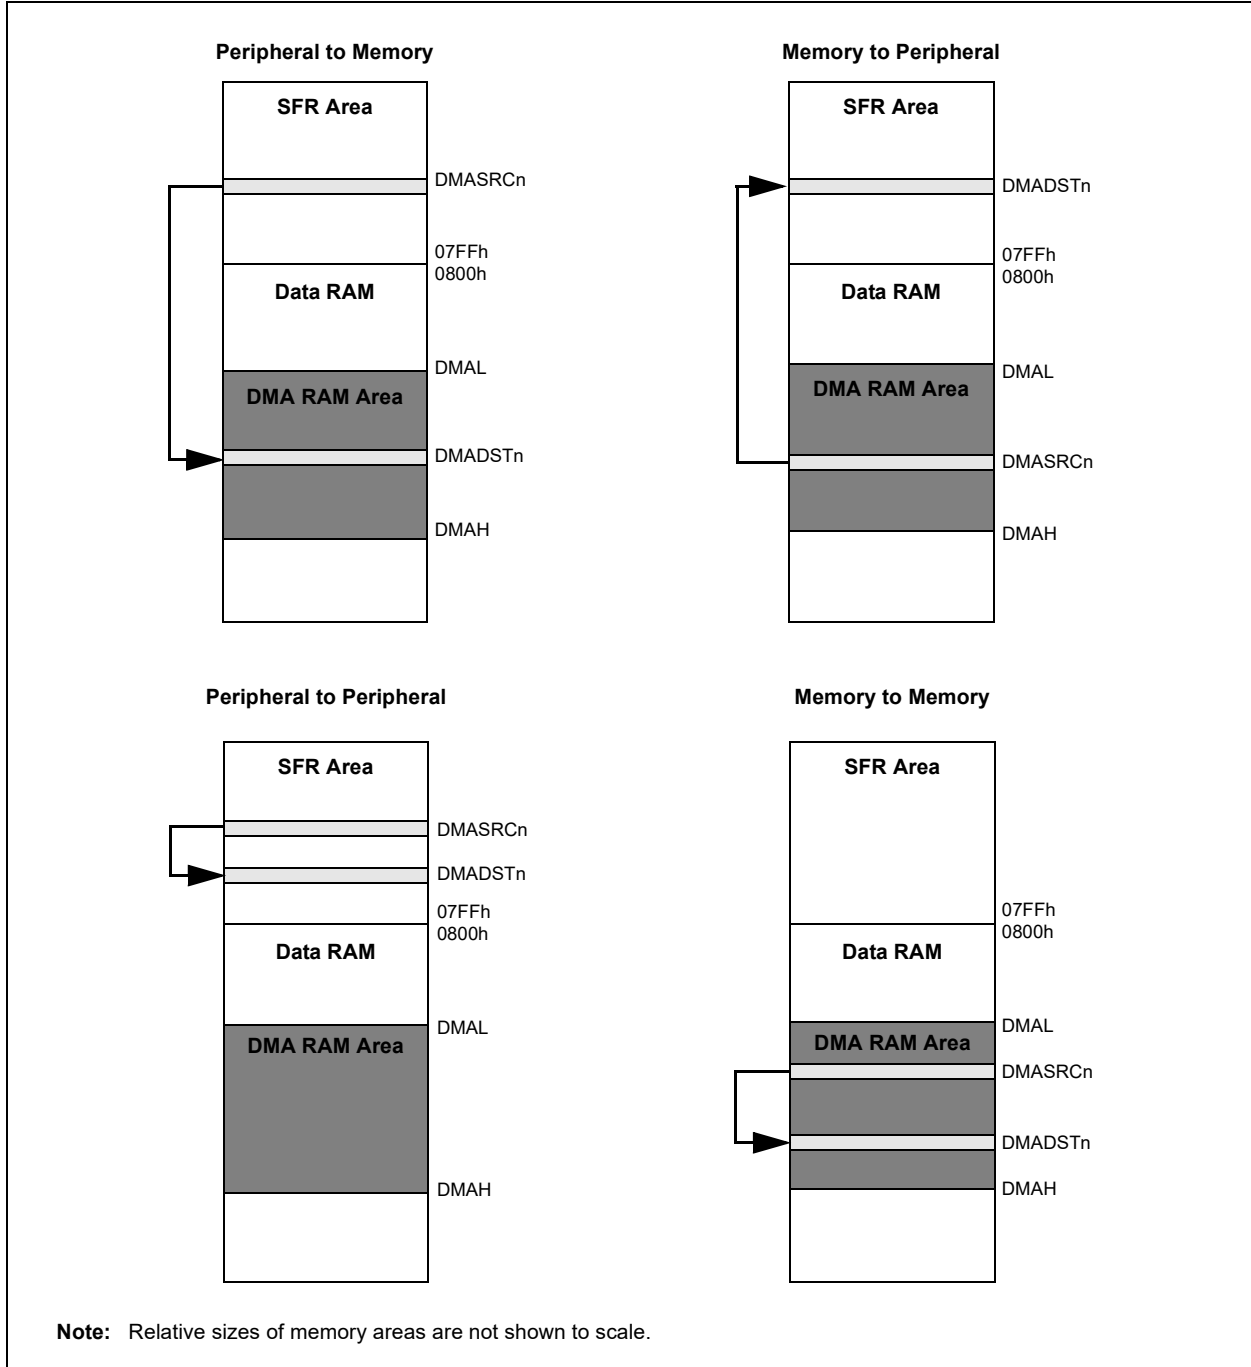 Peripheral to Memory
SFR Area
DMASRCn
07FFh
0800h
Data RAM
DMAL
DMA RAM Area
DMADSTn
DMAH
Memory to Peripheral
SFR Area
DMADSTn
07FFh
0800h
Data RAM
DMAL
DMA RAM Area
DMASRCn
DMAH
Peripheral to Peripheral
SFR Area
DMASRCn
DMADSTn
07FFh
0800h
Data RAM
DMAL
DMA RAM Area
DMAH
Memory to Memory
SFR Area
07FFh
0800h
Data RAM
DMAL
DMA RAM Area
DMASRCn
DMADSTn
DMAH
Note: Relative sizes of memory areas are not shown to scale.